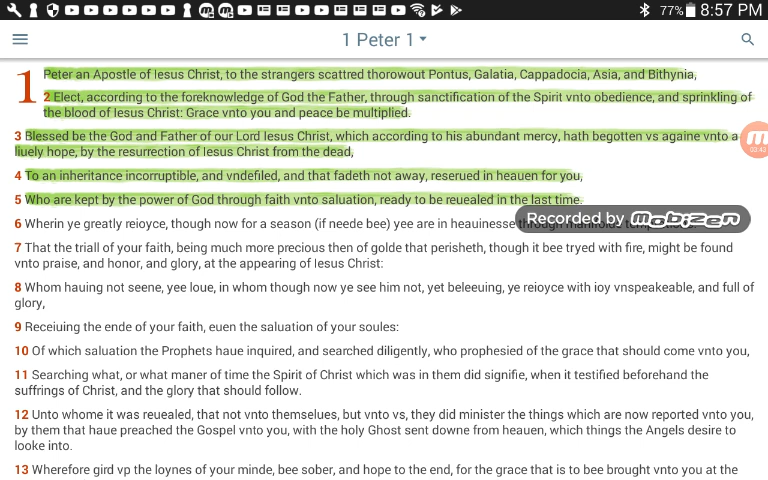 77% 8:57 PM
1 Peter 1
1 Peter an Apostle of Iesus Christ, to the strangers scattred thorowout Pontus, Galatia, Cappadocia, Asia, and Bithynia,
2 Elect, according to the foreknowledge of God the Father, through sanctification of the Spirit vnto obedience, and sprinkling of
the blood of Iesus Christ: Grace vnto you and peace be multiplied.
3 Blessed be the God and Father of our Lord Iesus Christ, which according to his abundant mercy, hath begotten vs againe vnto a
liuely hope, by the resurrection of Iesus Christ from the dead,
4 To an inheritance incorruptible, and vndefiled, and that fadeth not away, reserued in heauen for you,
5 Who are kept by the power of God through faith vnto saluation, ready to be reuealed in the last time.
6 Wherin ye greatly reioyce, though now for a season (if neede bee) yee are in heauinesse through manifold
Recorded by Mobizen
7 That the triall of your faith, being much more precious then of golde that perisheth, though it bee tryed with fire, might be found
vnto praise, and honor, and glory, at the appearing of Iesus Christ:
8 Whom hauing not seene, yee loue, in whom though now ye see him not, yet beleeuing, ye reioyce with ioy vnspeakeable, and full of
glory,
9 Receiuing the ende of your faith, euen the saluation of your soules:
10 Of which saluation the Prophets haue inquired, and searched diligently, who prophesied of the grace that should come vnto you,
11 Searching what, or what maner of time the Spirit of Christ which was in them did signifie, when it testified beforehand the
suffrings of Christ, and the glory that should follow.
12 Unto whome it was reuealed, that not vnto themselues, but vnto vs, they did minister the things which are now reported vnto you,
by them that haue preached the Gospel vnto you, with the holy Ghost sent downe from heauen, which things the Angels desire to
looke into.
13 Wherefore gird vp the loynes of your minde, bee sober, and hope to the end, for the grace that is to bee brought vnto you at the